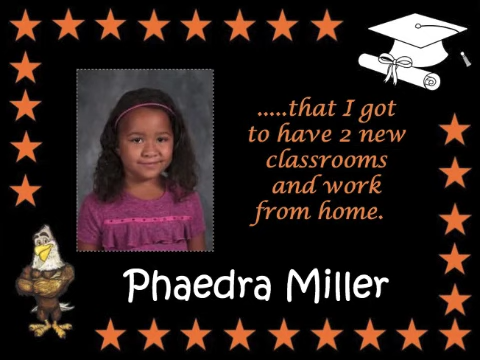 .....that I got
to have 2 new
classrooms
and work
from home.
Phaedra Miller